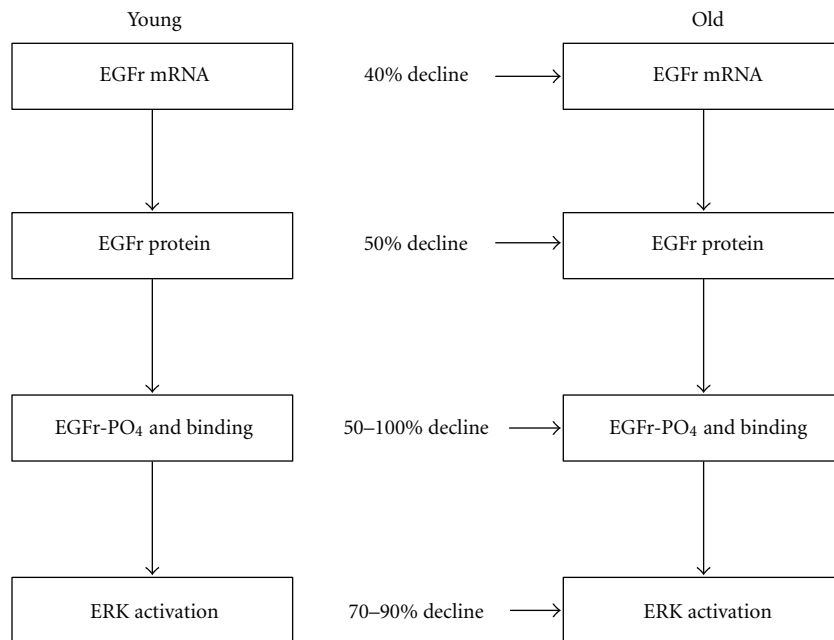 Young
Old
EGFr mRNA
40% decline
EGFr mRNA
EGFr protein
50% decline
EGFr protein
EGFr-PO₄ and binding
50–100% decline
EGFr-PO₄ and binding
ERK activation
70–90% decline
ERK activation